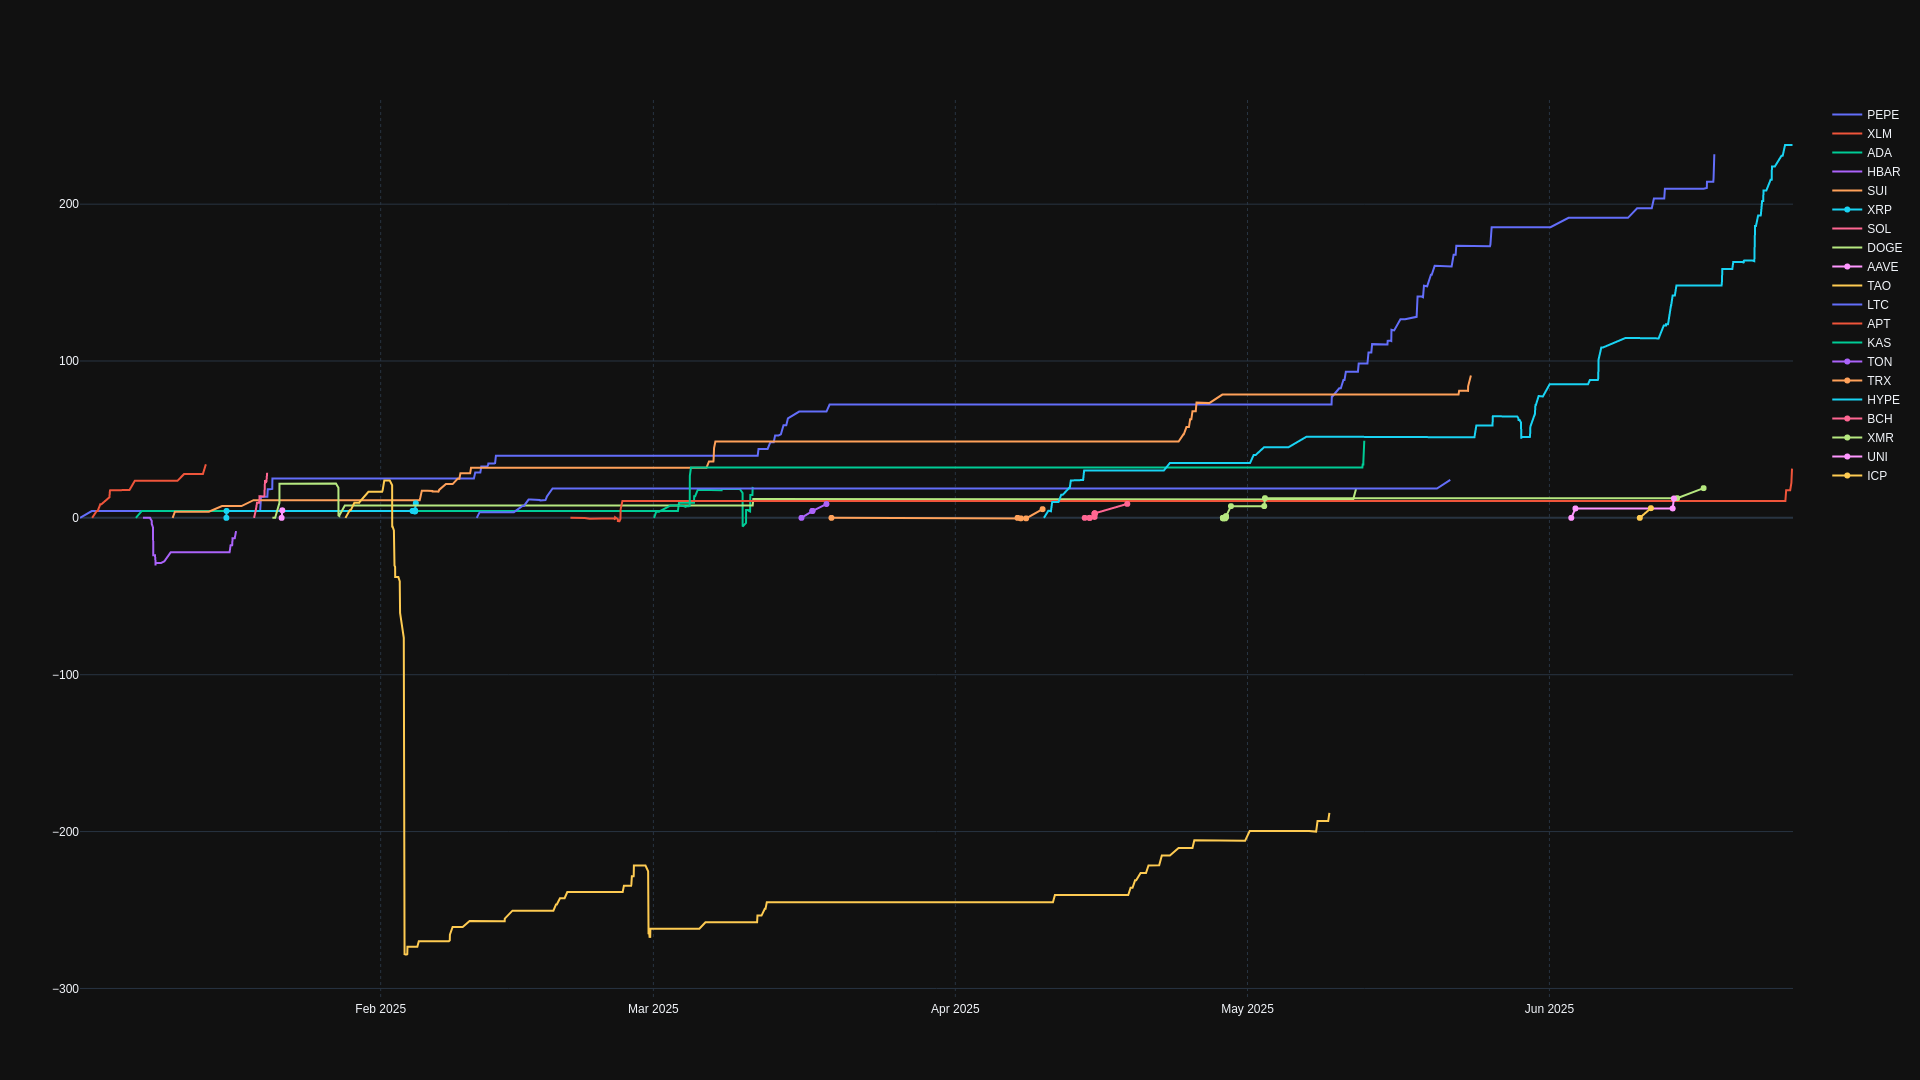 PEPE
XLM
ADA
HBAR
SUI
XRP
SOL
DOGE
AAVE
TAO
LTC
APT
KAS
TON
TRX
HYPE
BCH
XMR
UNI
ICP
200
100
0
−100
−200
−300
Feb 2025 Mar 2025 Apr 2025 May 2025 Jun 2025